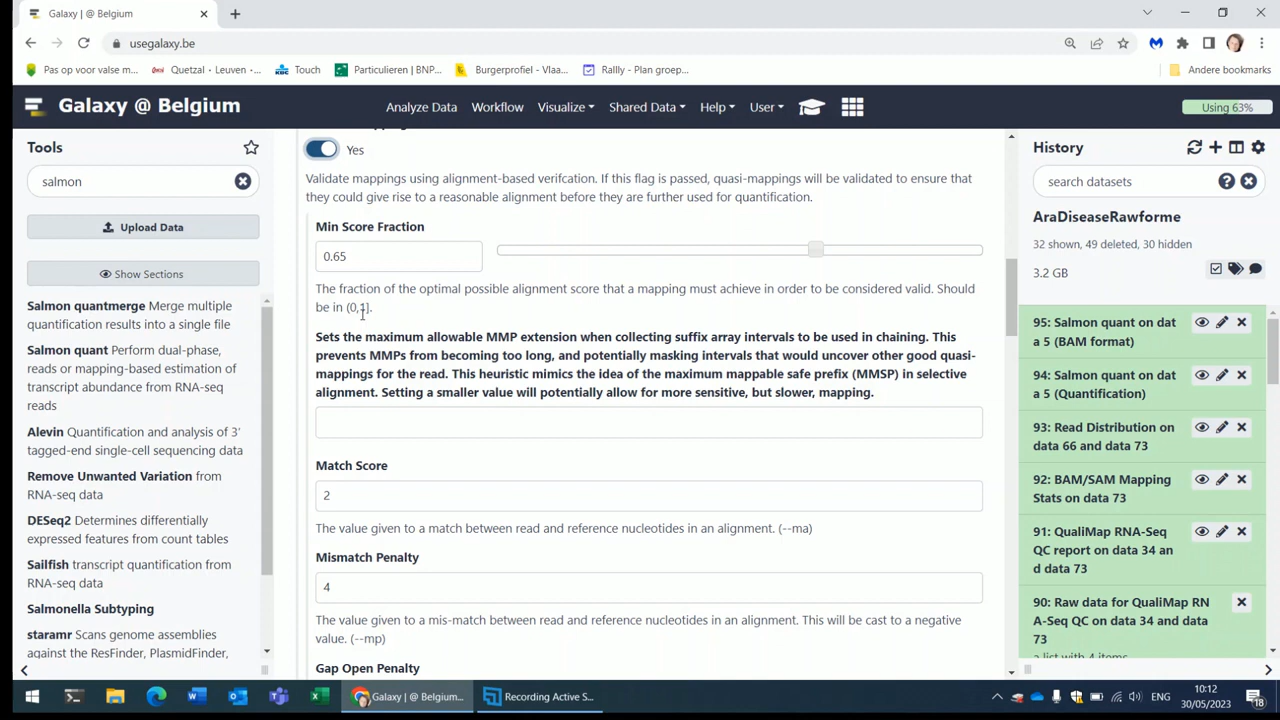 Galaxy | @ Belgium
usegalaxy.be
Pas op voor valse m...
Quetzal - Leuven - ...
Touch
Particulieren | BNP...
Burgerprofiel - Vlaa...
Rallly - Plan groep...
Andere bookmarks
Galaxy @ Belgium
Analyze Data
Workflow
Visualize
Shared Data
Help
User
Using 63%
Tools
salmon
Upload Data
Show Sections
Salmon quantmerge Merge multiple
quantification results into a single file
Salmon quant Perform dual-phase,
reads or mapping-based estimation of
transcript abundance from RNA-seq
reads
Alevin Quantification and analysis of 3’
tagged-end single-cell sequencing data
Remove Unwanted Variation from
RNA-seq data
DESeq2 Determines differentially
expressed features from count tables
Sailfish transcript quantification from
RNA-seq data
Salmonella Subtyping
staramr Scans genome assemblies
against the ResFinder, PlasmidFinder,
Yes
Validate mappings using alignment-based verifcation. If this flag is passed, quasi-mappings will be validated to ensure that
they could give rise to a reasonable alignment before they are further used for quantification.
Min Score Fraction
0.65
The fraction of the optimal possible alignment score that a mapping must achieve in order to be considered valid. Should
be in (0,1].
Sets the maximum allowable MMP extension when collecting suffix array intervals to be used in chaining. This
prevents MMPs from becoming too long, and potentially masking intervals that would uncover other good quasi-
mappings for the read. This heuristic mimics the idea of the maximum mappable safe prefix (MMSP) in selective
alignment. Setting a smaller value will potentially allow for more sensitive, but slower, mapping.
Match Score
2
The value given to a match between read and reference nucleotides in an alignment. (--ma)
Mismatch Penalty
4
The value given to a mis-match between read and reference nucleotides in an alignment. This will be cast to a negative
value. (--mp)
Gap Open Penalty
History
search datasets
AraDiseaseRawforme
32 shown, 49 deleted, 30 hidden
3.2 GB
95: Salmon quant on dat
a 5 (BAM format)
94: Salmon quant on dat
a 5 (Quantification)
93: Read Distribution on
data 66 and data 73
92: BAM/SAM Mapping
Stats on data 73
91: QualiMap RNA-Seq
QC report on data 34 an
d data 73
90: Raw data for QualiMap RN
A-Seq QC on data 34 and data
73
a list with 4 items
Galaxy | @ Belgium...
Recording Active S...
ENG
10:12
30/05/2023
18